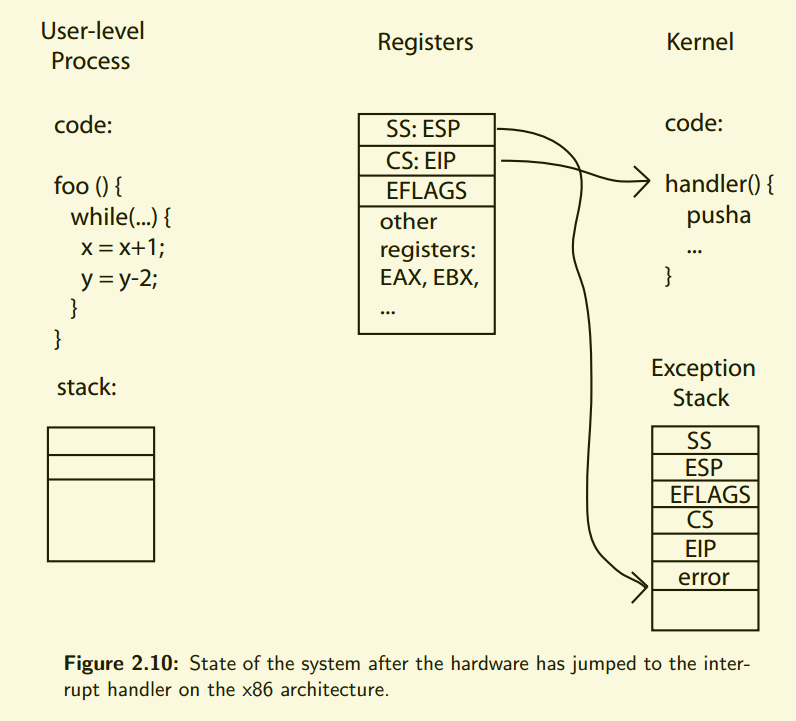 User-level
Process
code:
foo () {
while(...) {
x = x+1;
y = y-2;
}
}
stack:
Registers
SS: ESP
CS: EIP
EFLAGS
other
registers:
EAX, EBX,
...
Kernel
code:
handler() {
pusha
...
}
Exception
Stack
SS
ESP
EFLAGS
CS
EIP
error
Figure 2.10: State of the system after the hardware has jumped to the inter-
rupt handler on the x86 architecture.